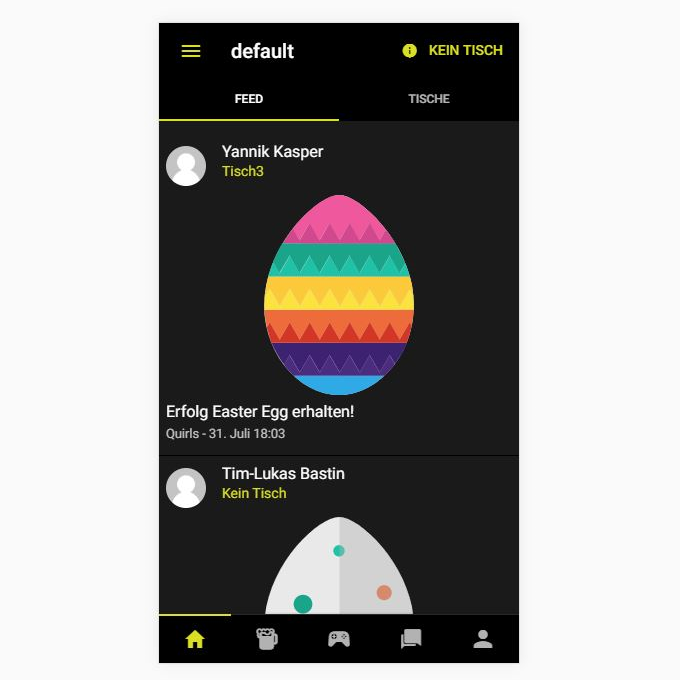 default
KEIN TISCH
FEED
TISCHE
Yannik Kasper
Tisch3
Erfolg Easter Egg erhalten!
Quirls - 31. Juli 18:03
Tim-Lukas Bastin
Kein Tisch